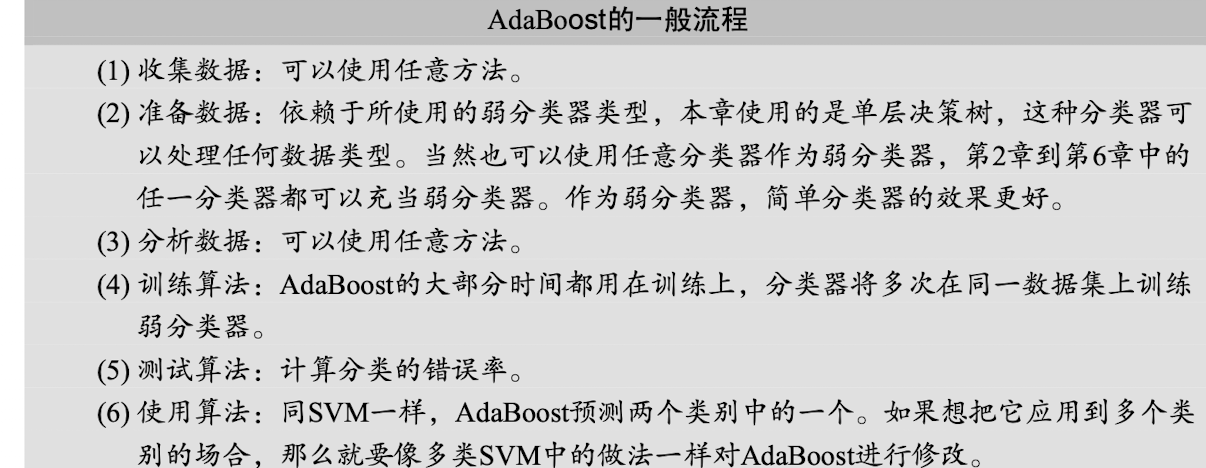 AdaBoost的一般流程
(1) 收集数据：可以使用任意方法。
(2) 准备数据：依赖于所使用的弱分类器类型，本章使用的是单层决策树，这种分类器可
以处理任何数据类型。当然也可以使用任意分类器作为弱分类器，第2章到第6章中的
任一分类器都可以充当弱分类器。作为弱分类器，简单分类器的效果更好。
(3) 分析数据：可以使用任意方法。
(4) 训练算法：AdaBoost的大部分时间都用在训练上，分类器将多次在同一数据集上训练
弱分类器。
(5) 测试算法：计算分类的错误率。
(6) 使用算法：同SVM一样，AdaBoost预测两个类别中的一个。如果想把它应用到多个类
别的场合，那么就要像多类SVM中的做法一样对AdaBoost进行修改。